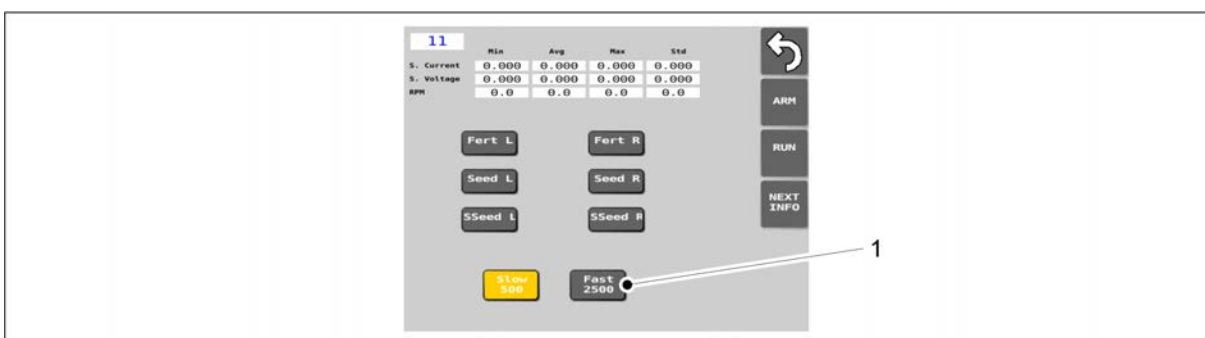 11
Min Avg Max Std
S. Current 0.000 0.000 0.000 0.000
S. Voltage 0.000 0.000 0.000 0.000
RPM 0.0 0.0 0.0 0.0
ARM
RUN
NEXT
INFO
Fert L Fert R
Seed L Seed R
SSeed L SSeed R
Slow
500
Fast
2500
1